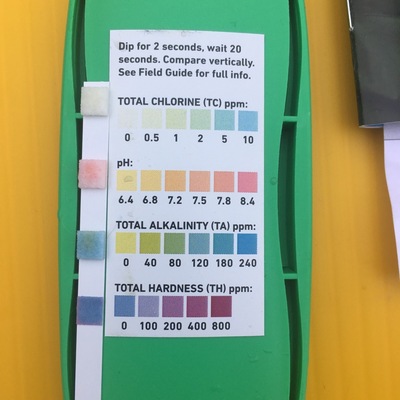 Dip for 2 seconds, wait 20
seconds. Compare vertically.
See Field Guide for full info.
TOTAL CHLORINE (TC) ppm:
0 0.5 1 2 5 10
pH:
6.4 6.8 7.2 7.5 7.8 8.4
TOTAL ALKALINITY (TA) ppm:
0 40 80 120 180 240
TOTAL HARDNESS (TH) ppm:
0 100 200 400 800